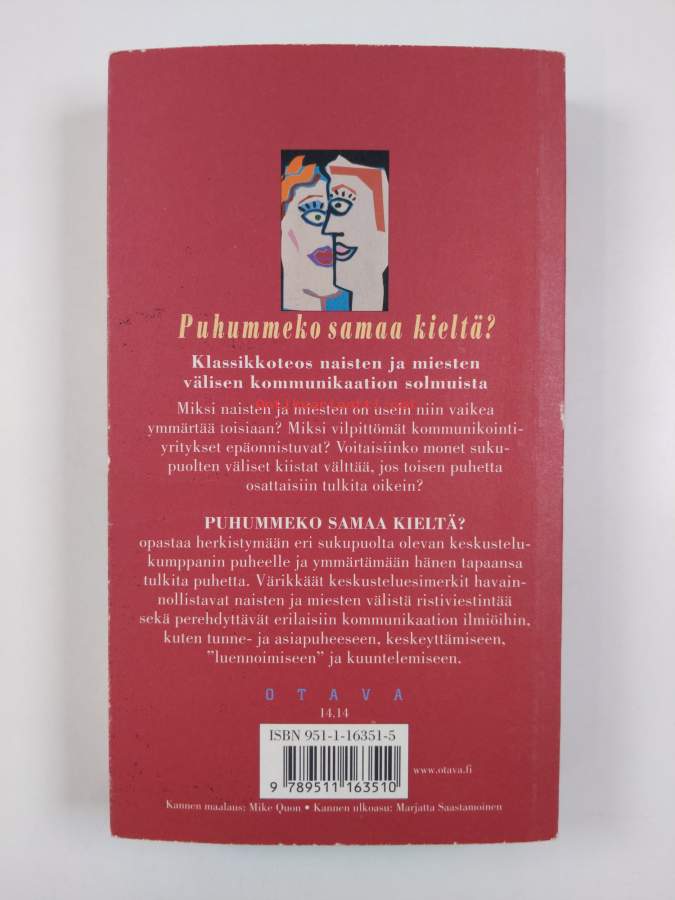 Puhummeko samaa kieltä?
Klassikkoteos naisten ja miesten
välisen kommunikaation solmuista
Miksi naisten ja miesten on usein niin vaikea
ymmärtää toisiaan? Miksi vilpittömät kommunikointi-
yritykset epäonnistuvat? Voitaisiinko monet suku-
puolten väliset kiistat välttää, jos toisen puhetta
osattaisiin tulkita oikein?
PUHUMMEKO SAMAA KIELTÄ?
opastaa herkistymään eri sukupuolta olevan keskustelu-
kumppanin puheelle ja ymmärtämään hänen tapaansa
tulkita puhetta. Värikkäät keskusteluesimerkit havain-
nollistavat naisten ja miesten välistä ristiviestintää
sekä perehdyttävät erilaisiin kommunikaation ilmiöihin,
kuten tunne- ja asiapuheeseen, keskeyttämiseen,
”luennoimiseen” ja kuuntelemiseen.
OTAVA
14,14
ISBN 951-1-16351-5
9 789511 163510
www.otava.fi
Kannen maalaus: Mike Quon • Kannen ulkoasu: Marjatta Saastamoinen